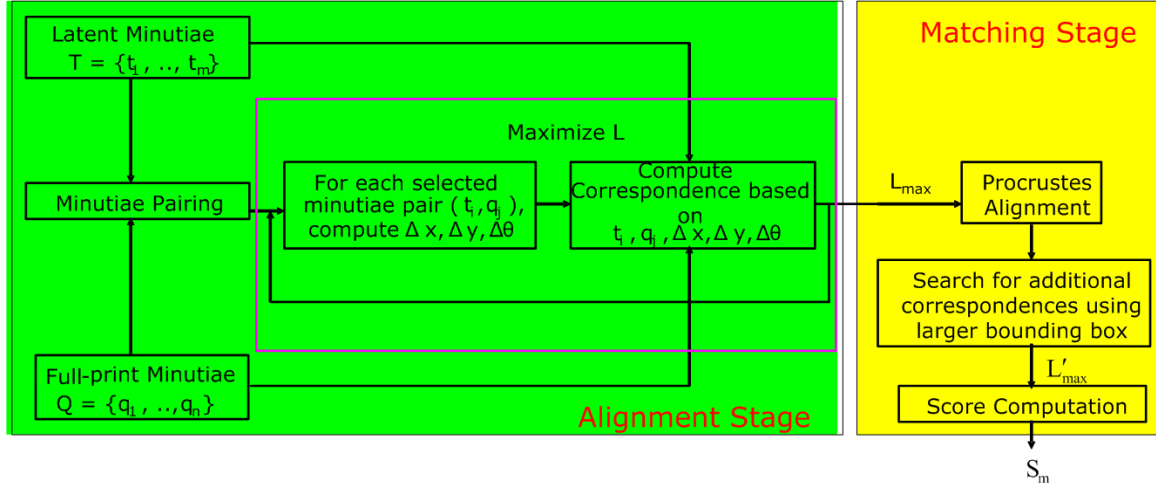 Latent Minutiae
T = {t₁, .., tₘ}
Matching Stage
Maximize L
Minutiae Pairing
For each selected
minutiae pair (tᵢ,qⱼ),
compute Δ x, Δ y, Δθ
Compute
Correspondence based
on
tᵢ, qⱼ, Δ x, Δ y, Δθ
L_max
Procrustes
Alignment
Search for additional
correspondences using
larger bounding box
L'_max
Full-print Minutiae
Q = {q₁, ..,qₙ}
Alignment Stage
Score Computation
Sₘ